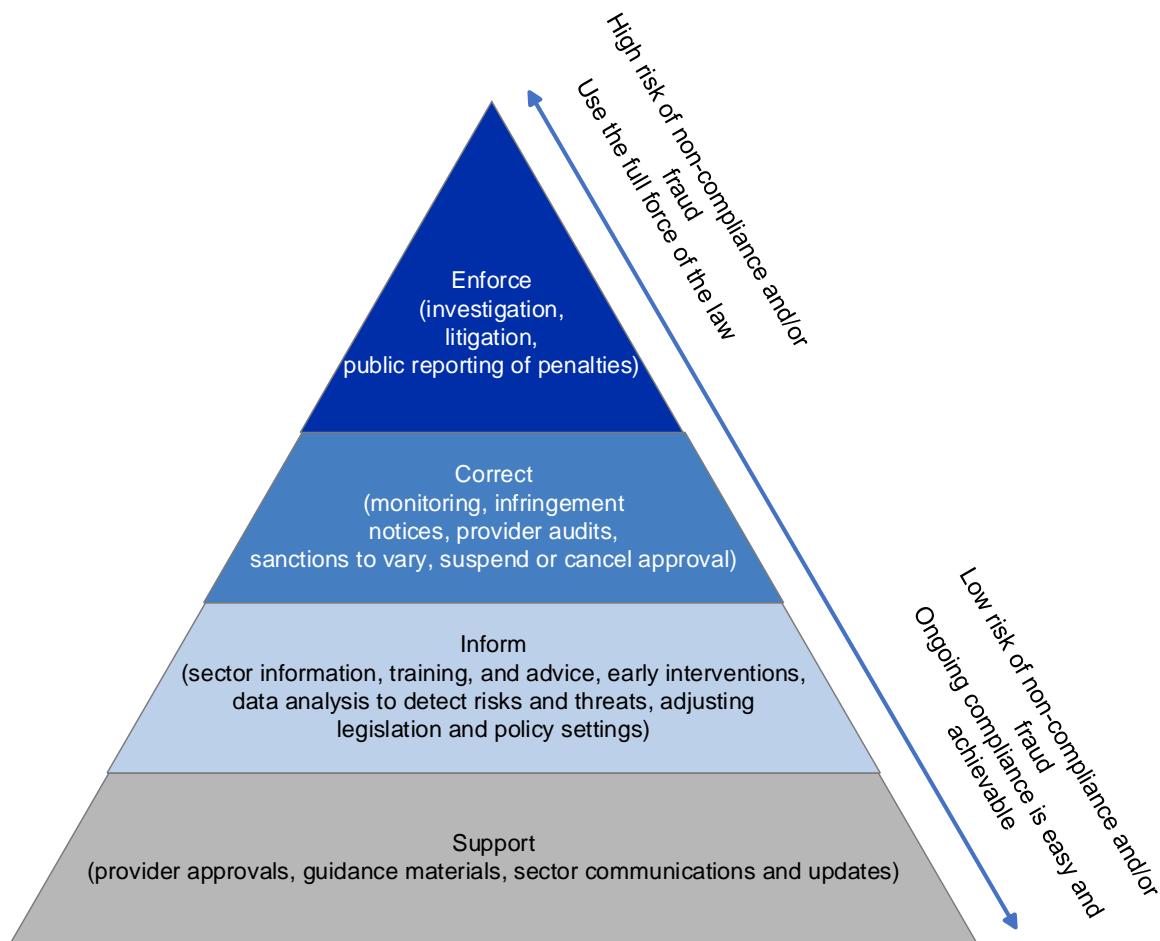 High risk of non-compliance and/or
fraud
Use the full force of the law
Enforce
(investigation,
litigation,
public reporting of penalties)
Correct
(monitoring, infringement
notices, provider audits,
sanctions to vary, suspend or cancel approval)
Inform
(sector information, training, and advice, early interventions,
data analysis to detect risks and threats, adjusting
legislation and policy settings)
Low risk of non-compliance and/or
fraud
Ongoing compliance is easy and
achievable
Support
(provider approvals, guidance materials, sector communications and updates)